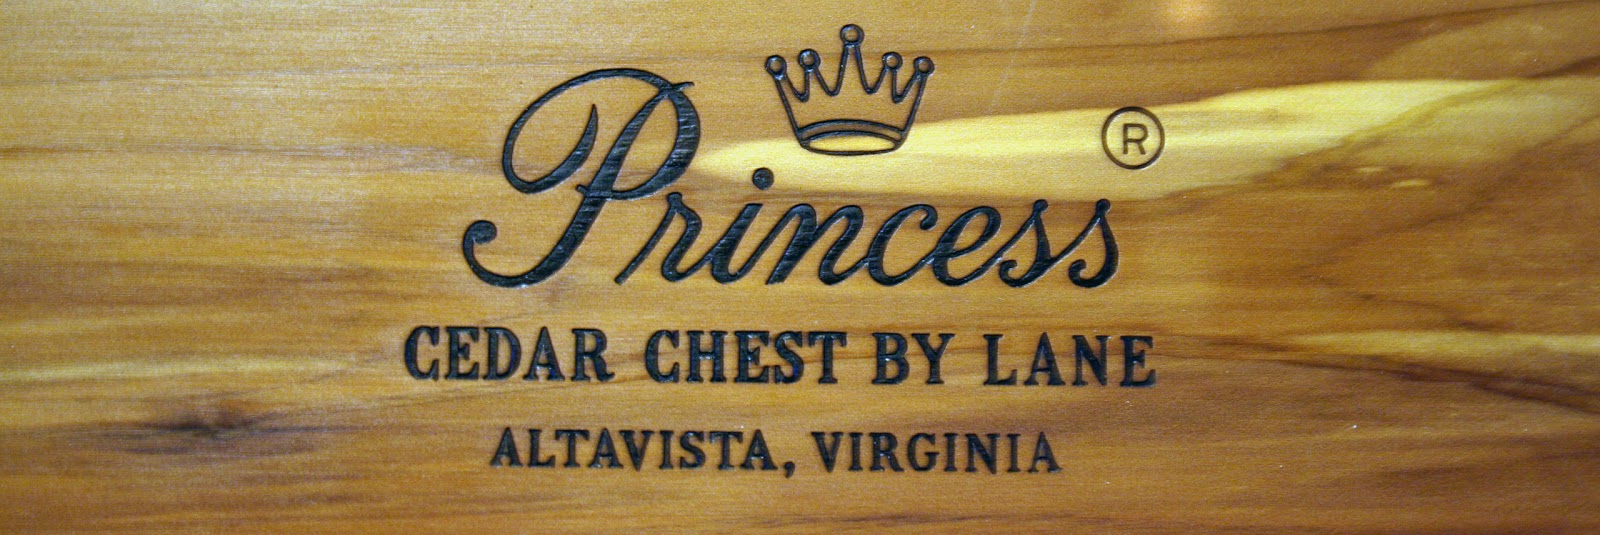 Princess ®
CEDAR CHEST BY LANE
ALTAVISTA, VIRGINIA